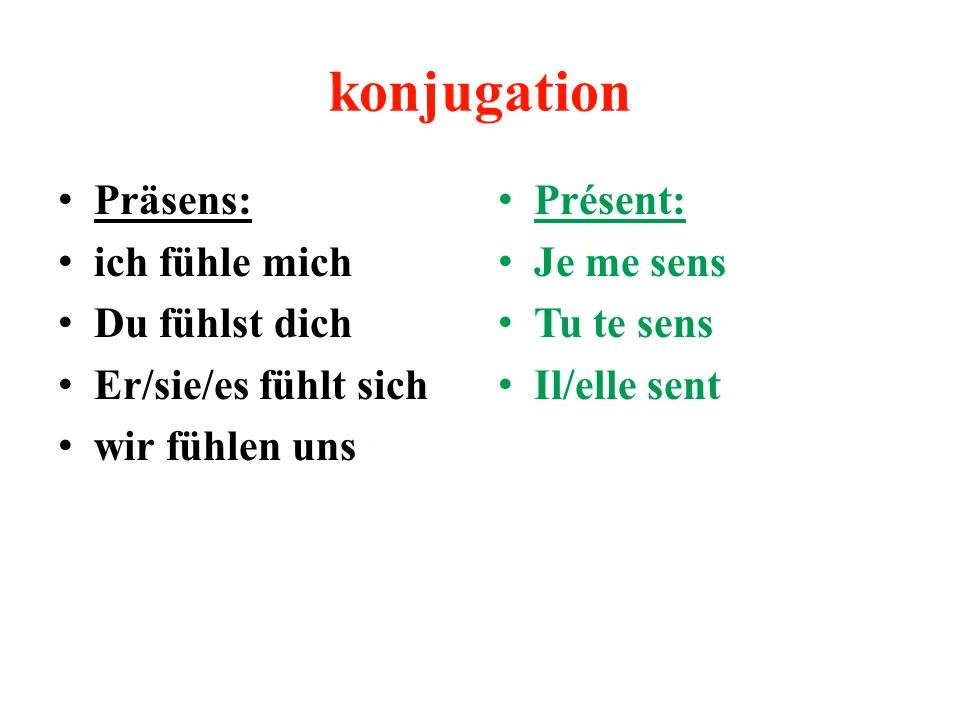 konjugation
• Präsens:
• ich fühle mich
• Du fühlst dich
• Er/sie/es fühlt sich
• wir fühlen uns
• Présent:
• Je me sens
• Tu te sens
• Il/elle sent